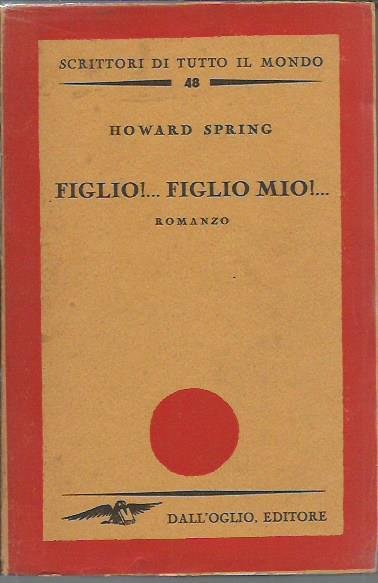 SCRITTORI DI TUTTO IL MONDO
48
HOWARD SPRING
FIGLIO!... FIGLIO MIO!...
ROMANZO
DALL'OGLIO, EDITORE